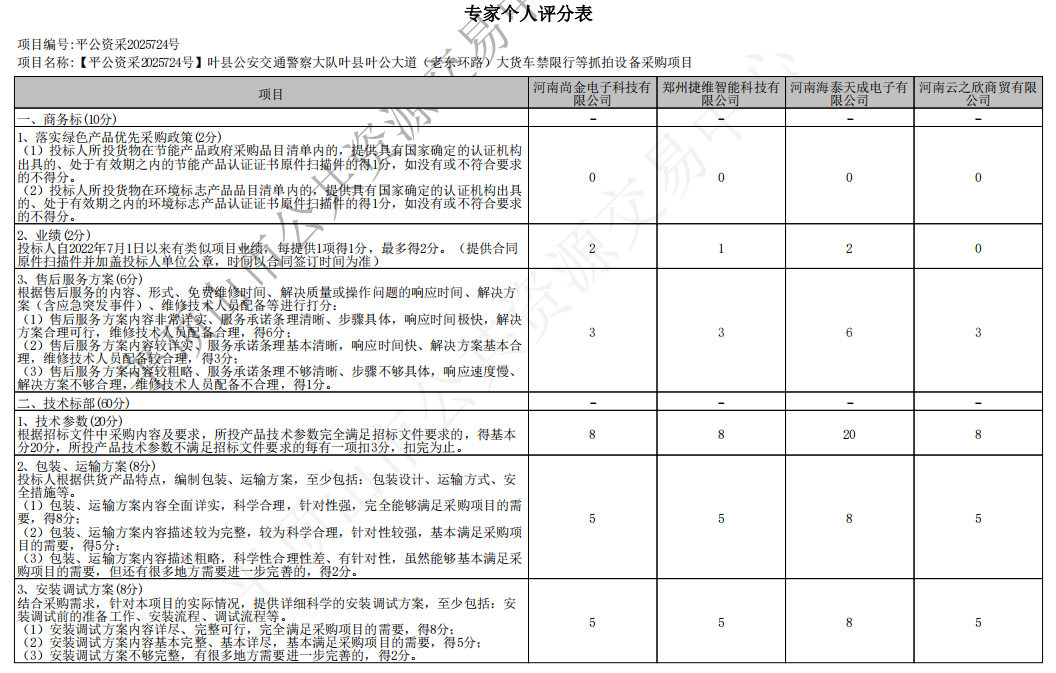 专家个人评分表
项目编号:平公资采2025724号
项目名称:【平公资采2025724号】叶县公安交通警察大队叶县叶公大道（老东环路）大货车禁限行等抓拍设备采购项目
项目 河南尚金电子科技有限公司 郑州捷维智能科技有限公司 河南海泰天成电子有限公司 河南云之欣商贸有限公司
一、商务标(10分) - - - -
1、落实绿色产品优先采购政策(2分)
（1）投标人所投货物在节能产品政府采购品目清单内的，提供具有国家确定的认证机构
出具的、处于有效期之内的节能产品认证证书原件扫描件的得1分，如没有或不符合要求
的不得分。
（2）投标人所投货物在环境标志产品品目清单内的，提供具有国家确定的认证机构出具
的、处于有效期之内的环境标志产品认证证书原件扫描件的得1分，如没有或不符合要求
的不得分。
0 0 0 0
2、业绩(2分)
投标人自2022年7月1日以来有类似项目业绩，每提供1项得1分，最多得2分。（提供合同
原件扫描件并加盖投标人单位公章，时间以合同签订时间为准）
2 1 2 0
3、售后服务方案(6分)
根据售后服务的内容、形式、免费维修时间、解决质量或操作问题的响应时间、解决方
案（含应急突发事件）、维修技术人员配备等进行打分：
（1）售后服务方案内容非常详实、服务承诺条理清晰、步骤具体，响应时间极快，解决
方案合理可行，维修技术人员配备合理，得6分；
（2）售后服务方案内容较详实、服务承诺条理基本清晰，响应时间快、解决方案基本合
理，维修技术人员配备较合理，得3分；
（3）售后服务方案内容较粗略、服务承诺条理不够清晰、步骤不够具体，响应速度慢、
解决方案不够合理，维修技术人员配备不合理，得1分。
3 3 6 3
二、技术标部(60分) - - - -
1、技术参数(20分)
根据招标文件中采购内容及要求，所投产品技术参数完全满足招标文件要求的，得基本
分20分，所投产品技术参数不满足招标文件要求的每有一项扣3分，扣完为止。
8 8 20 8
2、包装、运输方案(8分)
投标人根据供货产品特点，编制包装、运输方案，至少包括：包装设计、运输方式、安
全措施等。
（1）包装、运输方案内容全面详实，科学合理，针对性强，完全能够满足采购项目的需
要，得8分；
（2）包装、运输方案内容描述较为完整，较为科学合理，针对性较强，基本满足采购项
目的需要，得5分；
（3）包装、运输方案内容描述粗略，科学性合理性差、有针对性，虽然能够基本满足采
购项目的需要，但还有很多地方需要进一步完善的，得2分。
5 5 8 5
3、安装调试方案(8分)
结合采购需求，针对本项目的实际情况，提供详细科学的安装调试方案，至少包括：安
装调试前的准备工作、安装流程、调试流程等。
（1）安装调试方案内容详尽、完整可行，完全满足采购项目的需要，得8分；
（2）安装调试方案内容基本完整、基本详尽，基本满足采购项目的需要，得5分；
（3）安装调试方案不够完整，有很多地方需要进一步完善的，得2分。
5 5 8 5
平顶山市公共资源交易中心
平顶山市公共资源交易中心